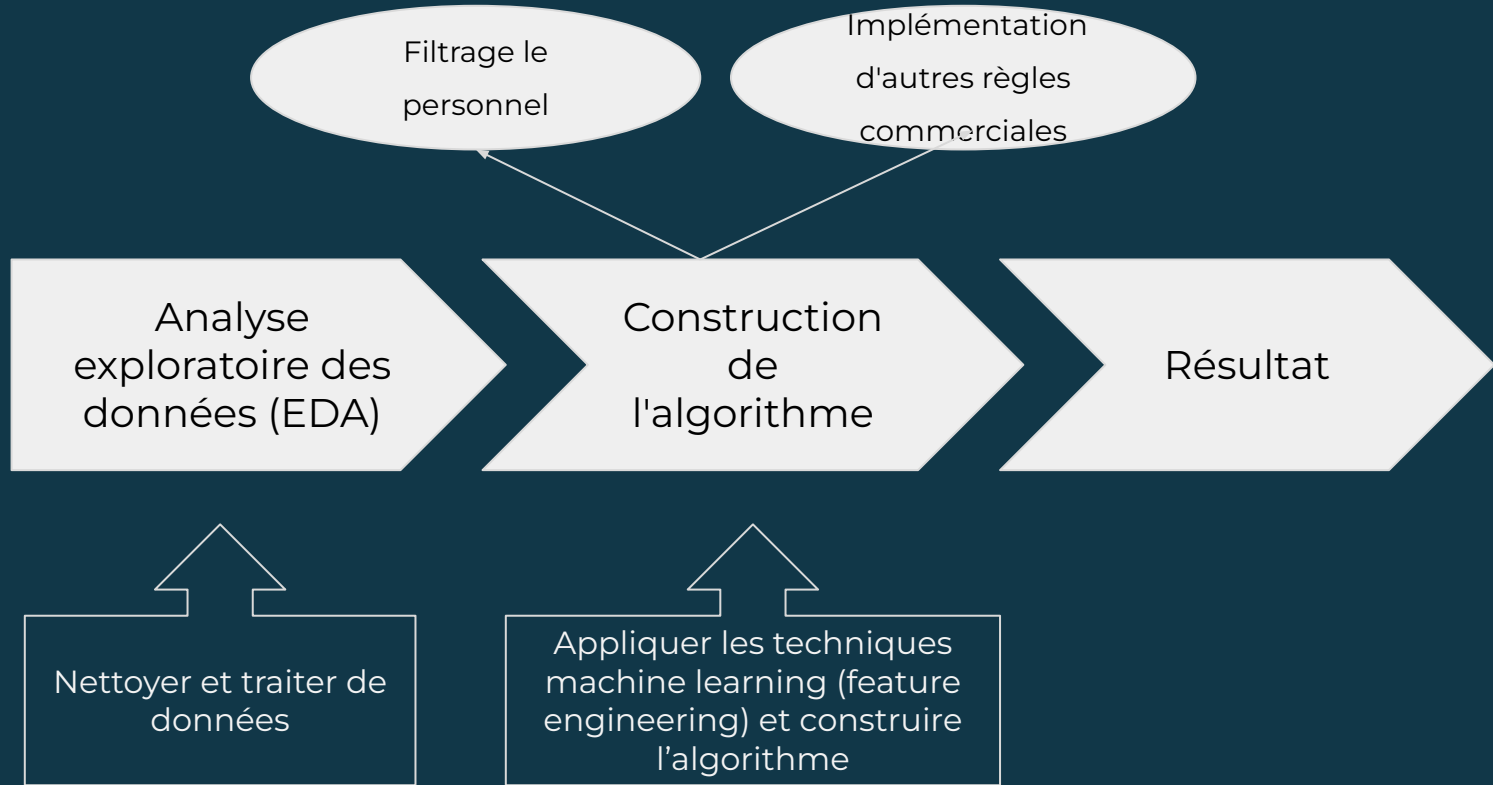 Filtrage le
personnel
Implémentation
d'autres règles
commerciales
Analyse
exploratoire des
données (EDA)
Construction
de
l'algorithme
Résultat
Nettoyer et traiter de
données
Appliquer les techniques
machine learning (feature
engineering) et construire
l’algorithme